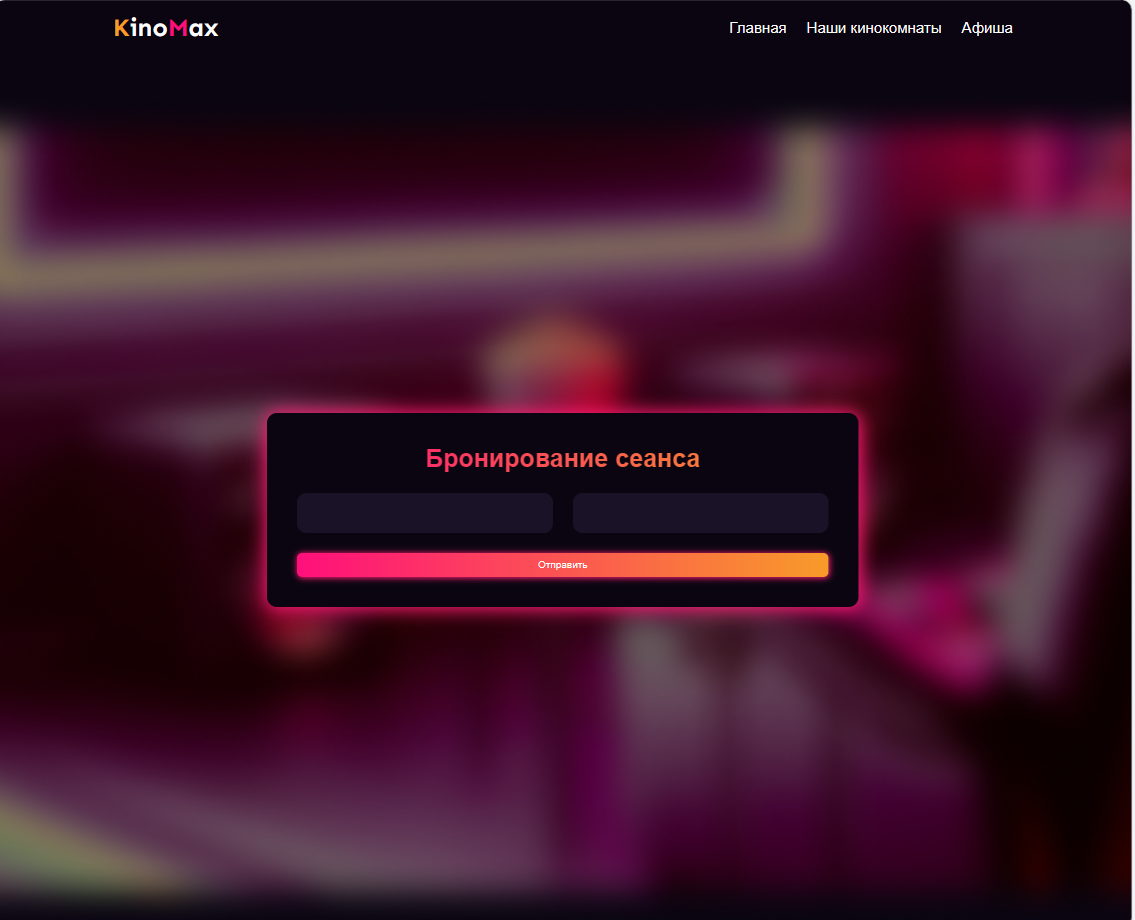 KinoMax
Главная Наши кинокомнаты Афиша
Бронирование сеанса
Отправить